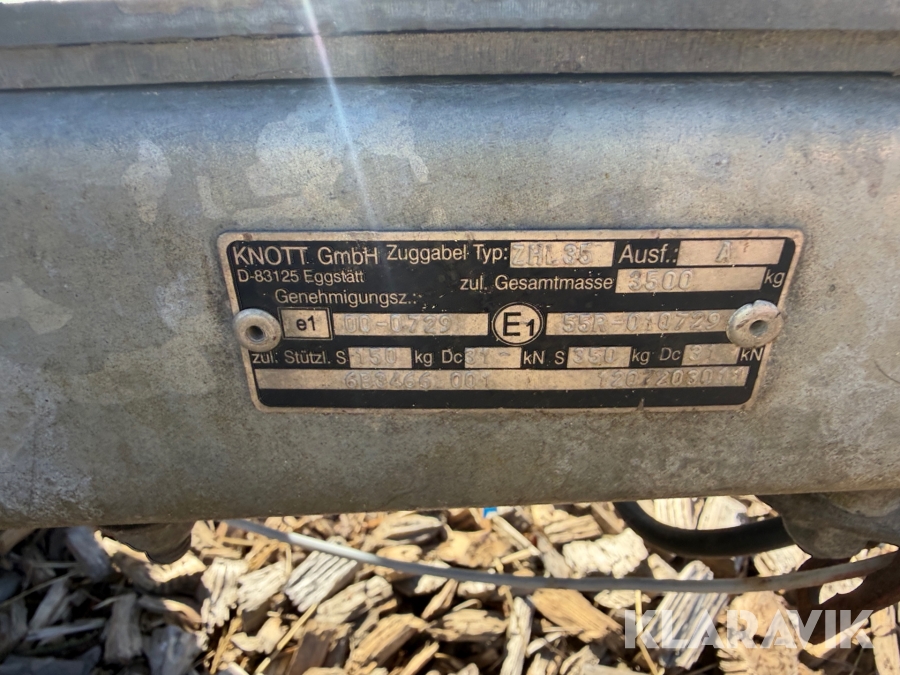 KNOTT GmbH Zuggabel Typ: ZHL35 Ausf.: A
D-83125 Eggstätt zul. Gesamtmasse 3500 kg
Genehmigungsz.:
e1 00-0729 E1 55R-010729
zul. Stützl. S 150 kg Dc kN S 350 kg Dc kN
KLARAVIK